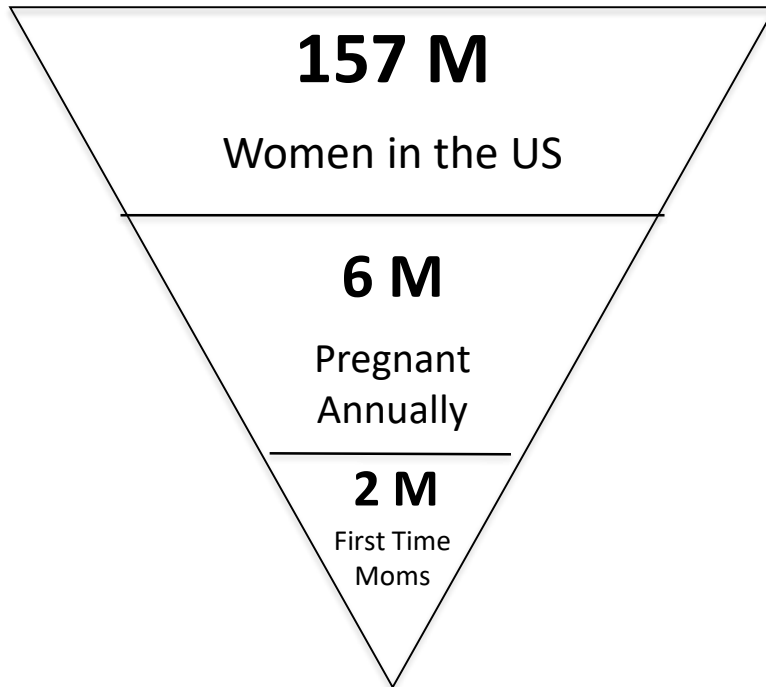 157 M
Women in the US
6 M
Pregnant
Annually
2 M
First Time
Moms